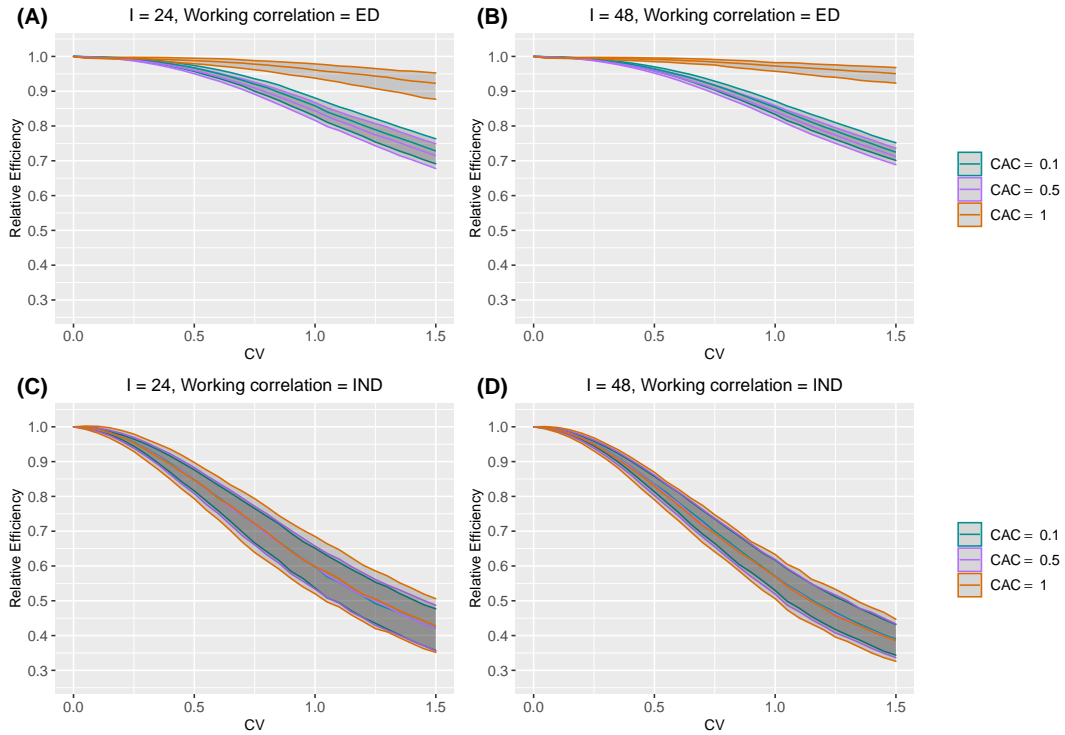 (A) I = 24, Working correlation = ED
(B) I = 48, Working correlation = ED
Relative Efficiency
1.0
0.9
0.8
0.7
0.6
0.5
0.4
0.3
0.0 0.5 1.0 1.5
CV
Relative Efficiency
1.0
0.9
0.8
0.7
0.6
0.5
0.4
0.3
0.0 0.5 1.0 1.5
CV
CAC = 0.1
CAC = 0.5
CAC = 1
(C) I = 24, Working correlation = IND
(D) I = 48, Working correlation = IND
Relative Efficiency
1.0
0.9
0.8
0.7
0.6
0.5
0.4
0.3
0.0 0.5 1.0 1.5
CV
Relative Efficiency
1.0
0.9
0.8
0.7
0.6
0.5
0.4
0.3
0.0 0.5 1.0 1.5
CV
CAC = 0.1
CAC = 0.5
CAC = 1